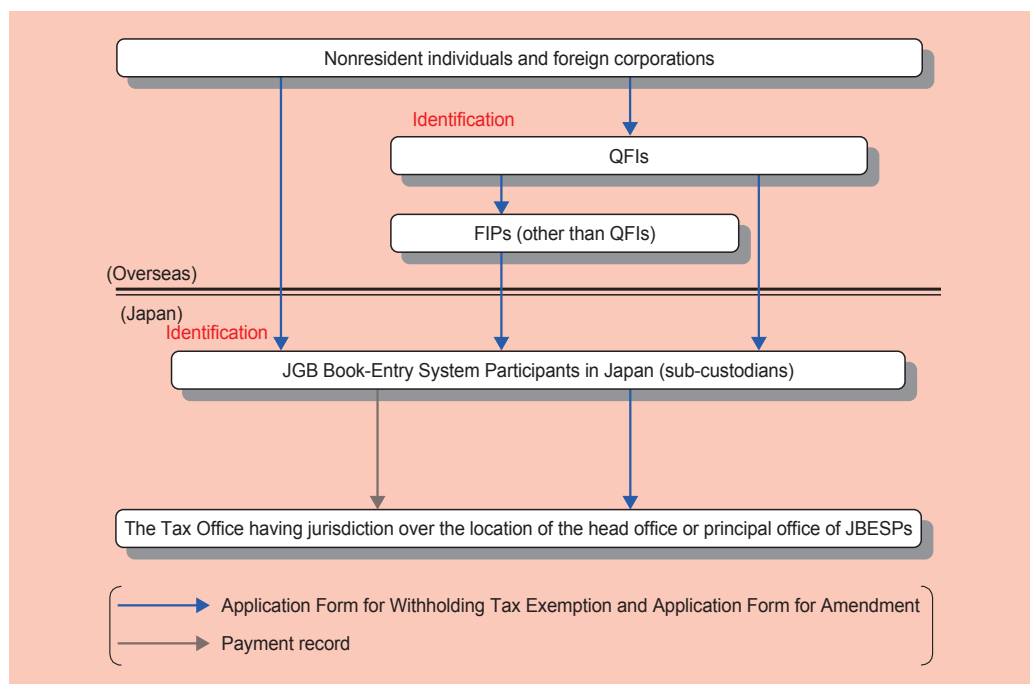 Nonresident individuals and foreign corporations
Identification
QFIs
FIPs (other than QFIs)
(Overseas)
(Japan)
Identification
JGB Book-Entry System Participants in Japan (sub-custodians)
The Tax Office having jurisdiction over the location of the head office or principal office of JBESPs
Application Form for Withholding Tax Exemption and Application Form for Amendment
Payment record